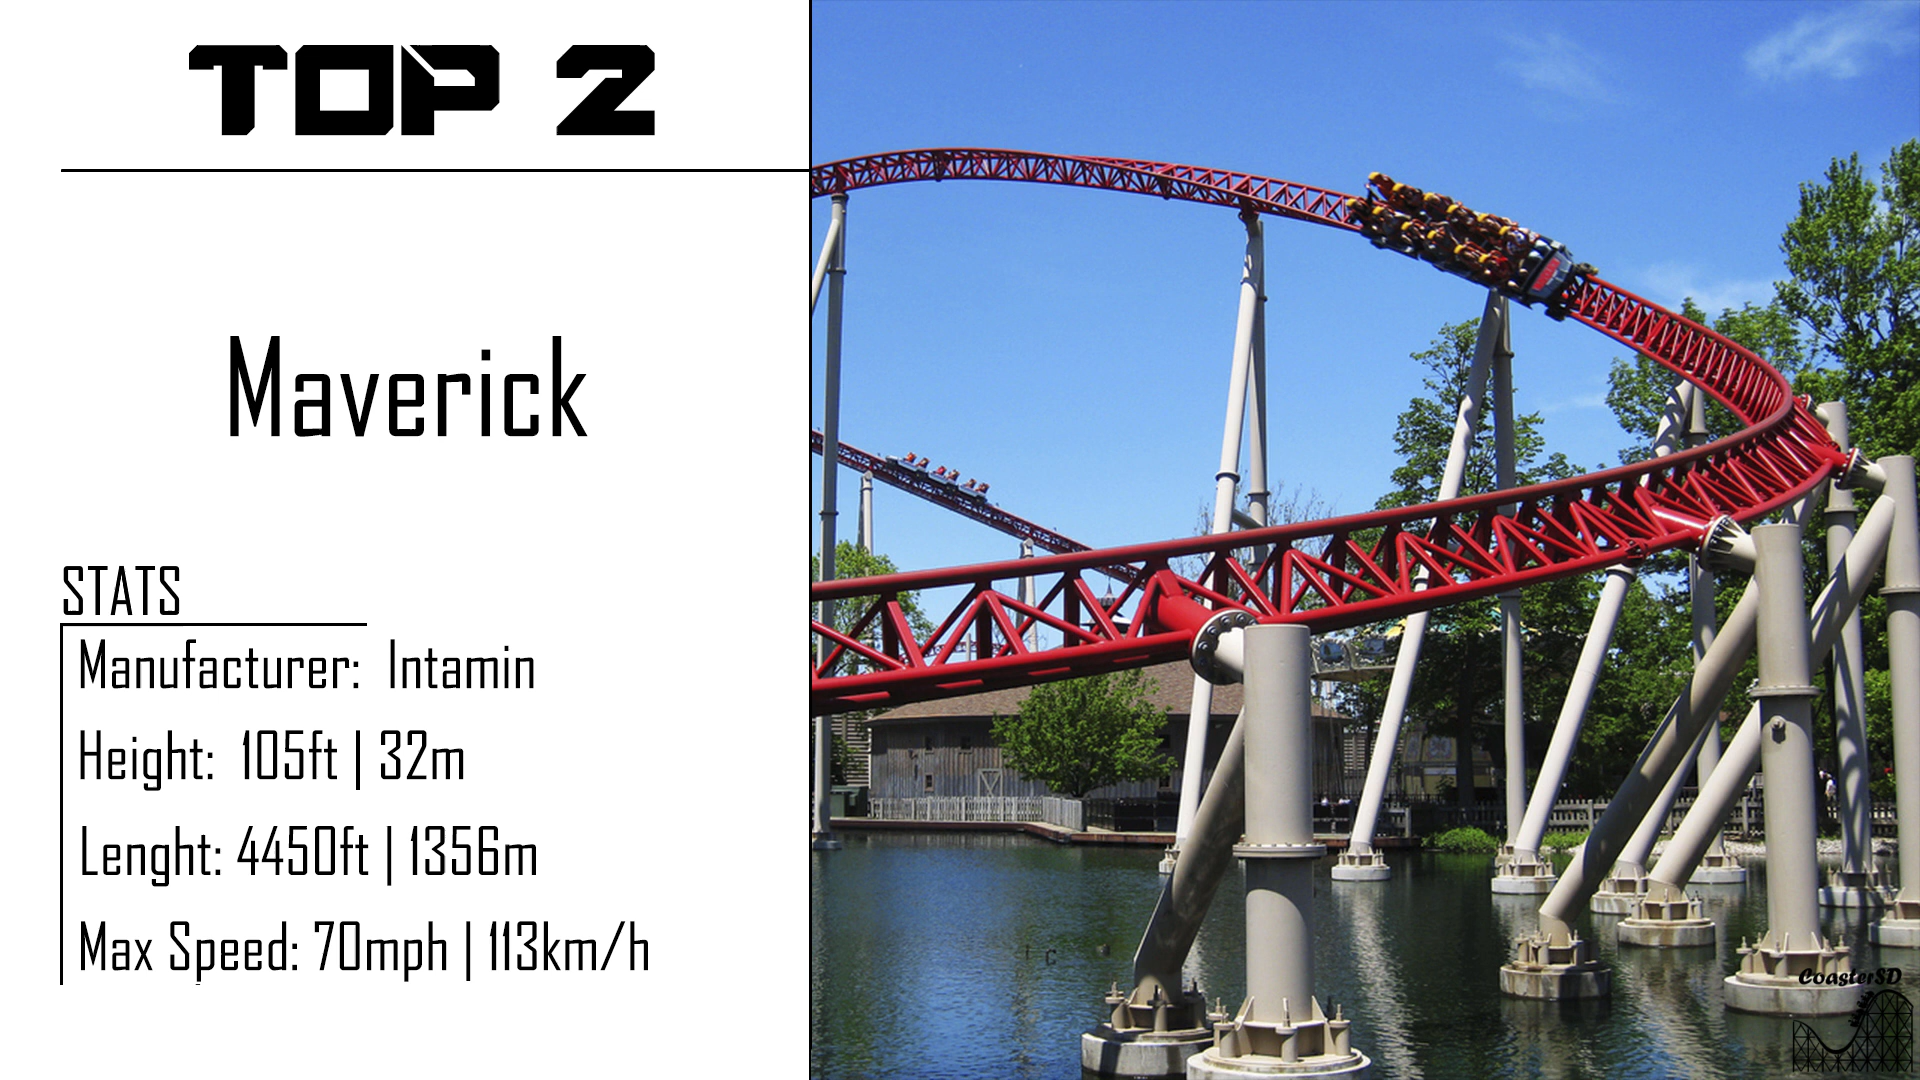 TOP 2
Maverick
STATS
Manufacturer: Intamin
Height: 105ft | 32m
Lenght: 4450ft | 1356m
Max Speed: 70mph | 113km/h
CoasterSD